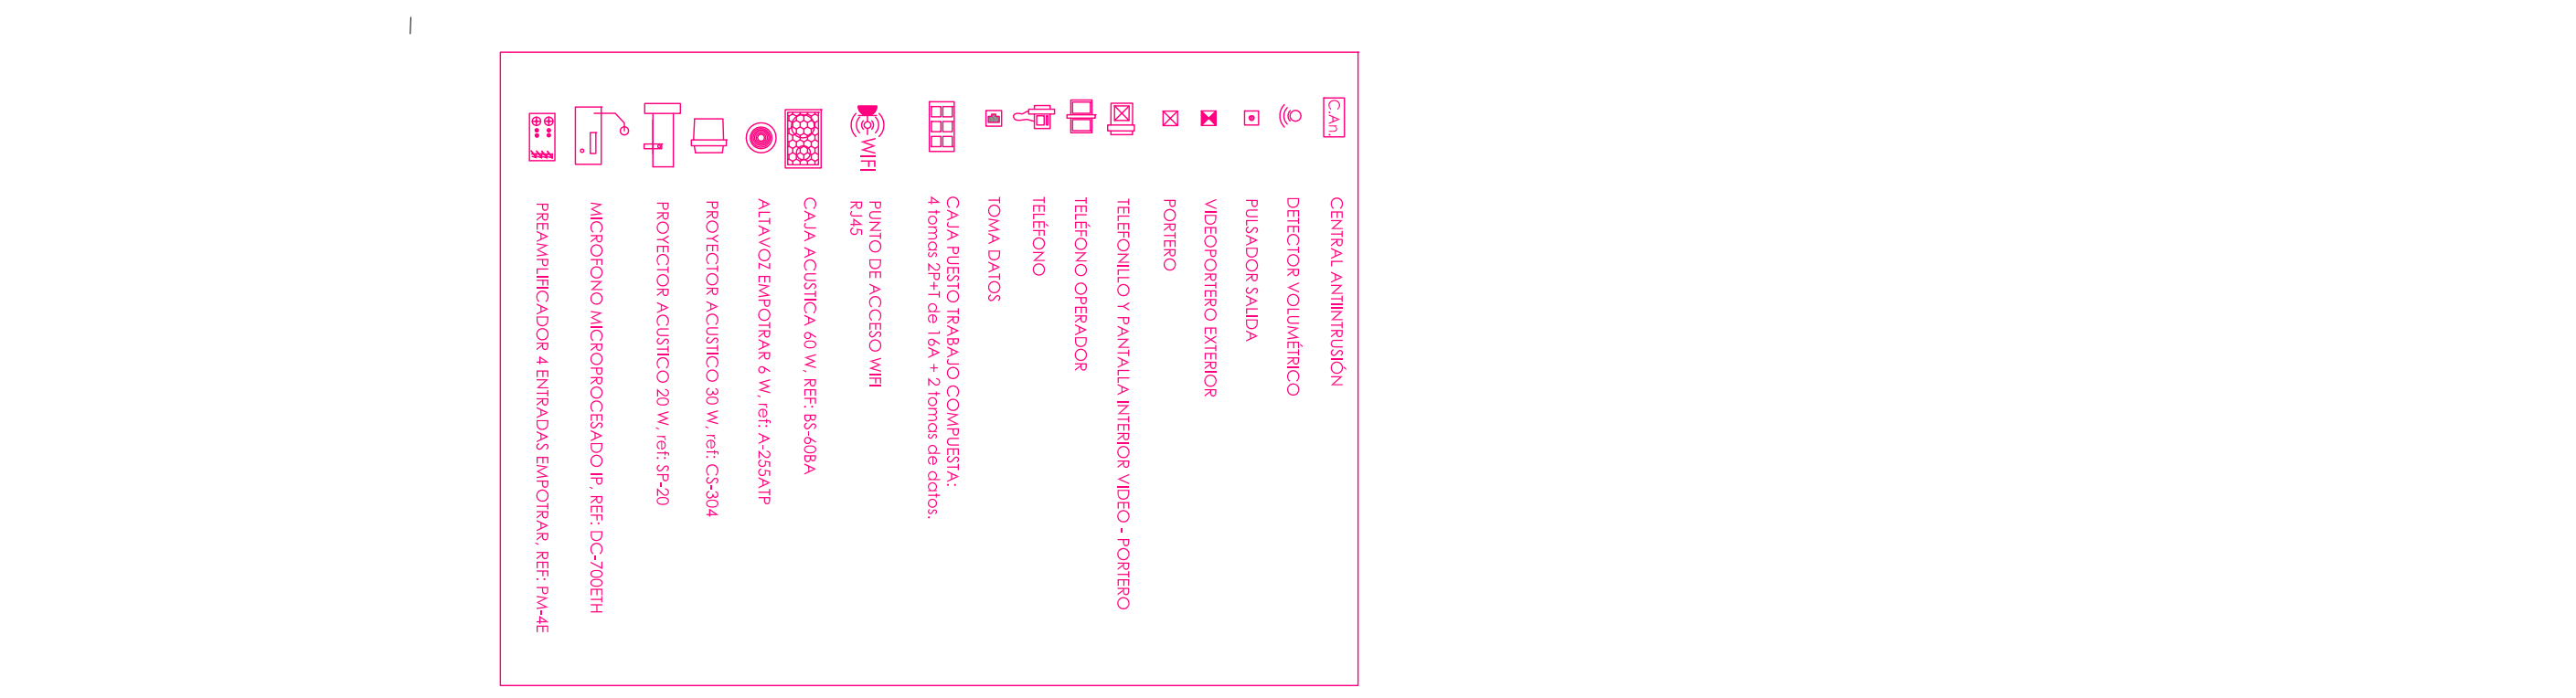 C.An.
CENTRAL ANTIINTRUSIÓN
DETECTOR VOLUMÉTRICO
PULSADOR SALIDA
VIDEOPORTERO EXTERIOR
PORTERO
TELEFONILLO Y PANTALLA INTERIOR VIDEO - PORTERO
TELÉFONO OPERADOR
TELÉFONO
TOMA DATOS
CAJA PUESTO TRABAJO COMPUESTA:
4 tomas 2P+T de 16A + 2 tomas de datos.
WIFI
PUNTO DE ACCESO WIFI
RJ45
CAJA ACUSTICA 60 W, REF: BS-60BA
ALTAVOZ EMPOTRAR 6 W, ref: A-255ATP
PROYECTOR ACUSTICO 30 W, ref: CS-304
PROYECTOR ACUSTICO 20 W, ref: SP-20
MICROFONO MICROPROCESADO IP, REF: DC-700ETH
PREAMPLIFICADOR 4 ENTRADAS EMPOTRAR, REF: PM-4E